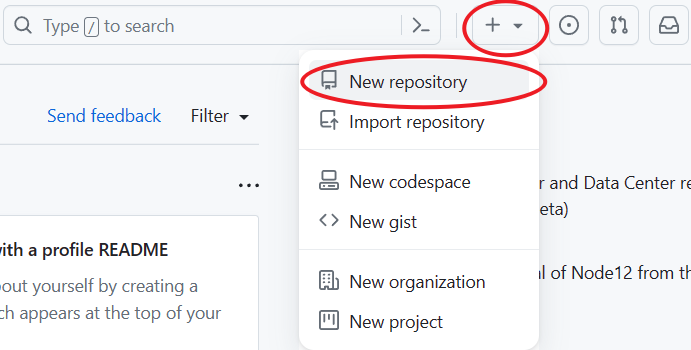 Type / to search
New repository
Send feedback
Filter
Import repository
New codespace
r and Data Center re
eta)
New gist
with a profile README
out yourself by creating a
al of Node12 from th
New organization
ch appears at the top of your
New project